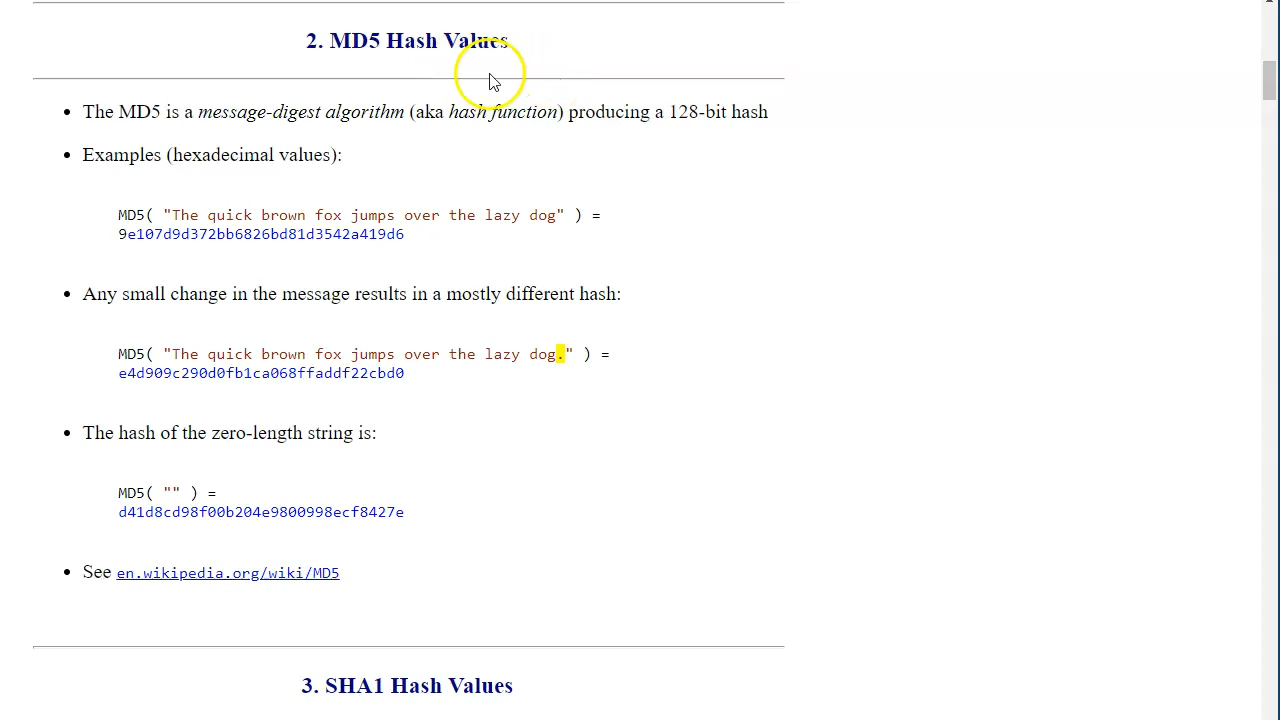 2. MD5 Hash Values
• The MD5 is a message-digest algorithm (aka hash function) producing a 128-bit hash
• Examples (hexadecimal values):
MD5( "The quick brown fox jumps over the lazy dog" ) =
9e107d9d372bb6826bd81d3542a419d6
• Any small change in the message results in a mostly different hash:
MD5( "The quick brown fox jumps over the lazy dog." ) =
e4d909c290d0fb1ca068ffaddf22cbd0
• The hash of the zero-length string is:
MD5( "" ) =
d41d8cd98f00b204e9800998ecf8427e
• See en.wikipedia.org/wiki/MD5
3. SHA1 Hash Values